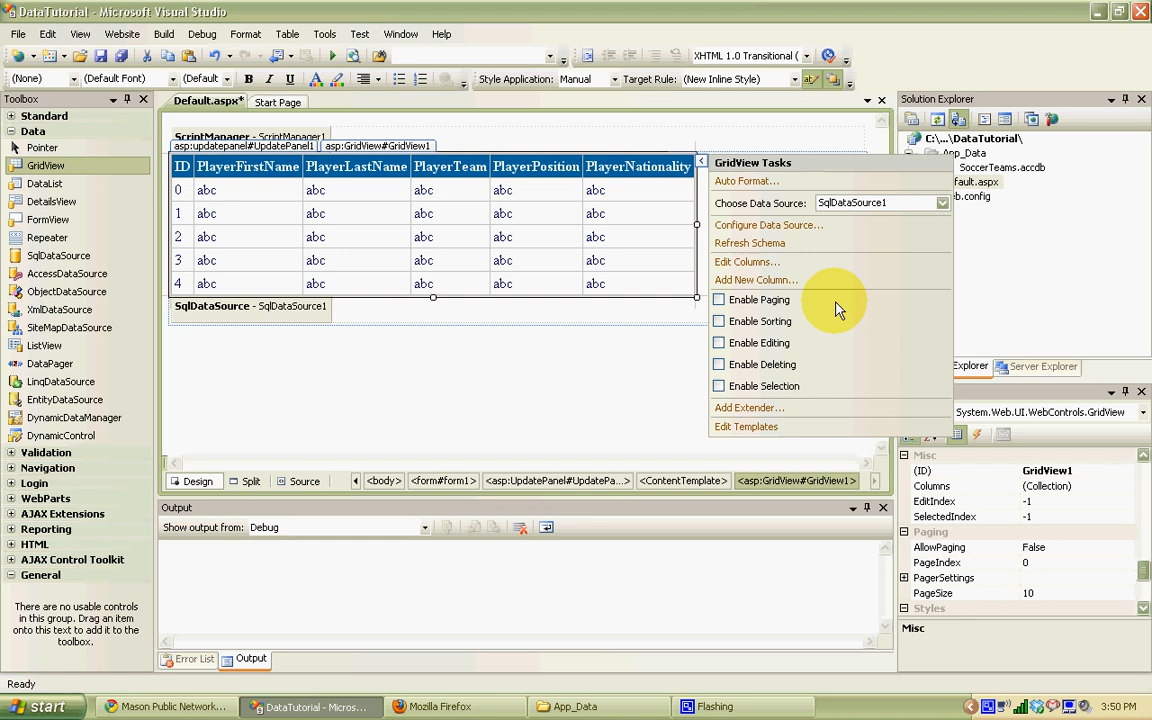 DataTutorial - Microsoft Visual Studio
File Edit View Website Build Debug Format Table Tools Test Window Help
XHTML 1.0 Transitional (
(None) (Default Font) (Default B I U A Style Application: Manual Target Rule: (New Inline Style)
Toolbox
Standard
Data
Pointer
GridView
DataList
DetailsView
FormView
Repeater
SqlDataSource
AccessDataSource
ObjectDataSource
XmlDataSource
SiteMapDataSource
ListView
DataPager
LinqDataSource
EntityDataSource
DynamicDataManager
DynamicControl
Validation
Navigation
Login
WebParts
AJAX Extensions
Reporting
HTML
AJAX Control Toolkit
General
There are no usable controls
in this group. Drag an item
onto this text to add it to the
toolbox.
Default.aspx* Start Page
ScriptManager - ScriptManager1
asp:updatepanel#UpdatePanel1 asp:GridView#GridView1
ID PlayerFirstName PlayerLastName PlayerTeam PlayerPosition PlayerNationality
0 abc abc abc abc abc
1 abc abc abc abc abc
2 abc abc abc abc abc
3 abc abc abc abc abc
4 abc abc abc abc abc
SqlDataSource - SqlDataSource1
GridView Tasks
Auto Format...
Choose Data Source: SqlDataSource1
Configure Data Source...
Refresh Schema
Edit Columns...
Add New Column...
Enable Paging
Enable Sorting
Enable Editing
Enable Deleting
Enable Selection
Add Extender...
Edit Templates
Design Split Source <body> <form#form1> <asp:UpdatePanel#UpdatePa...> <ContentTemplate> <asp:GridView#GridView1>
Output
Show output from: Debug
Error List Output
Solution Explorer
C:\...\DataTutorial\
App_Data
SoccerTeams.accdb
fault.aspx
b.config
Explorer Server Explorer
System.Web.UI.WebControls.GridView
Misc
(ID) GridView1
Columns (Collection)
EditIndex -1
SelectedIndex -1
Paging
AllowPaging False
PageIndex 0
PagerSettings
PageSize 10
Styles
Misc
Ready
start Mason Public Network... DataTutorial - Micros... Mozilla Firefox App_Data Flashing 3:50 PM